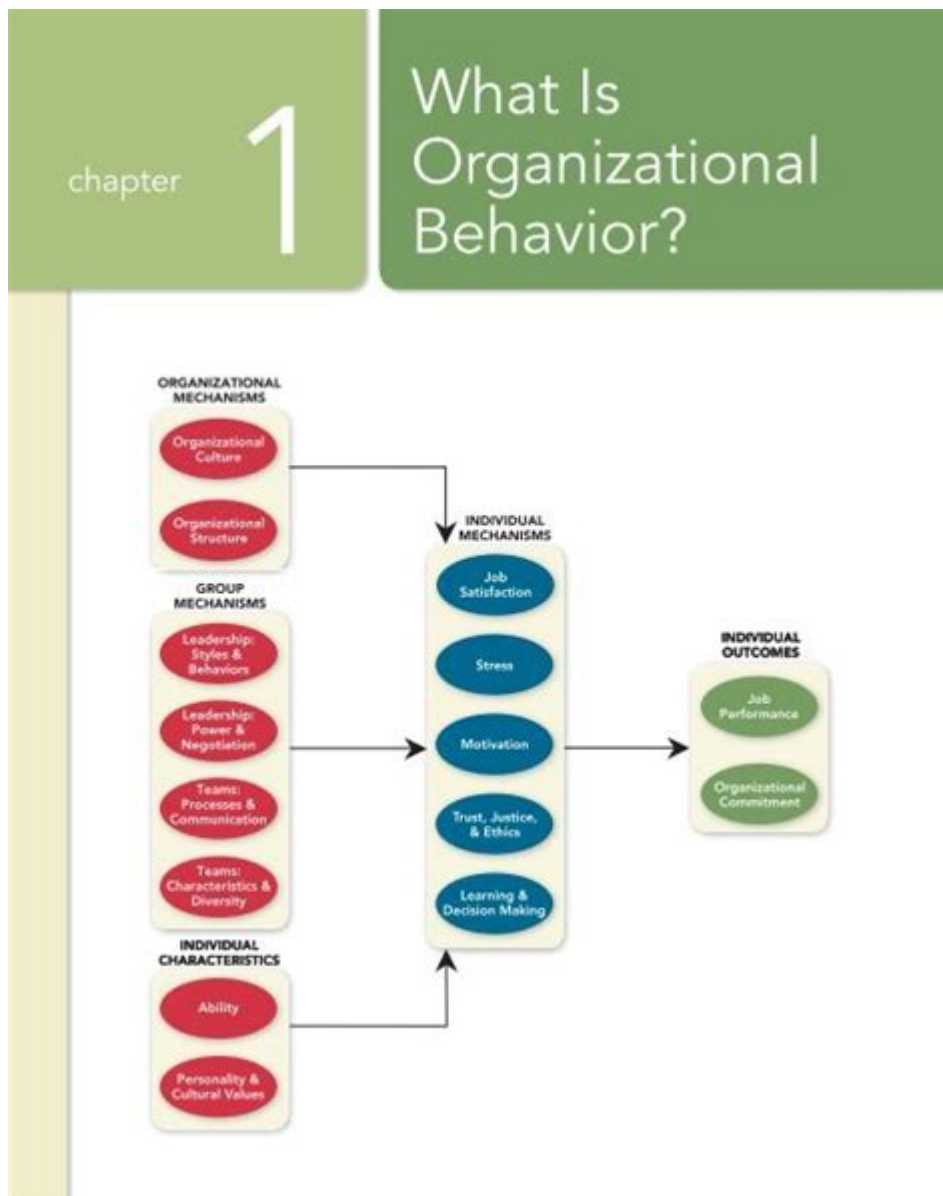 chapter 1
What Is
Organizational
Behavior?
ORGANIZATIONAL
MECHANISMS
Organizational
Culture
Organizational
Structure
GROUP
MECHANISMS
Leadership:
Styles &
Behaviors
Leadership:
Power &
Negotiation
Teams:
Processes &
Communication
Teams:
Characteristics &
Diversity
INDIVIDUAL
CHARACTERISTICS
Ability
Personality &
Cultural Values
INDIVIDUAL
MECHANISMS
Job
Satisfaction
Stress
Motivation
Trust, Justice,
& Ethics
Learning &
Decision Making
INDIVIDUAL
OUTCOMES
Job
Performance
Organizational
Commitment